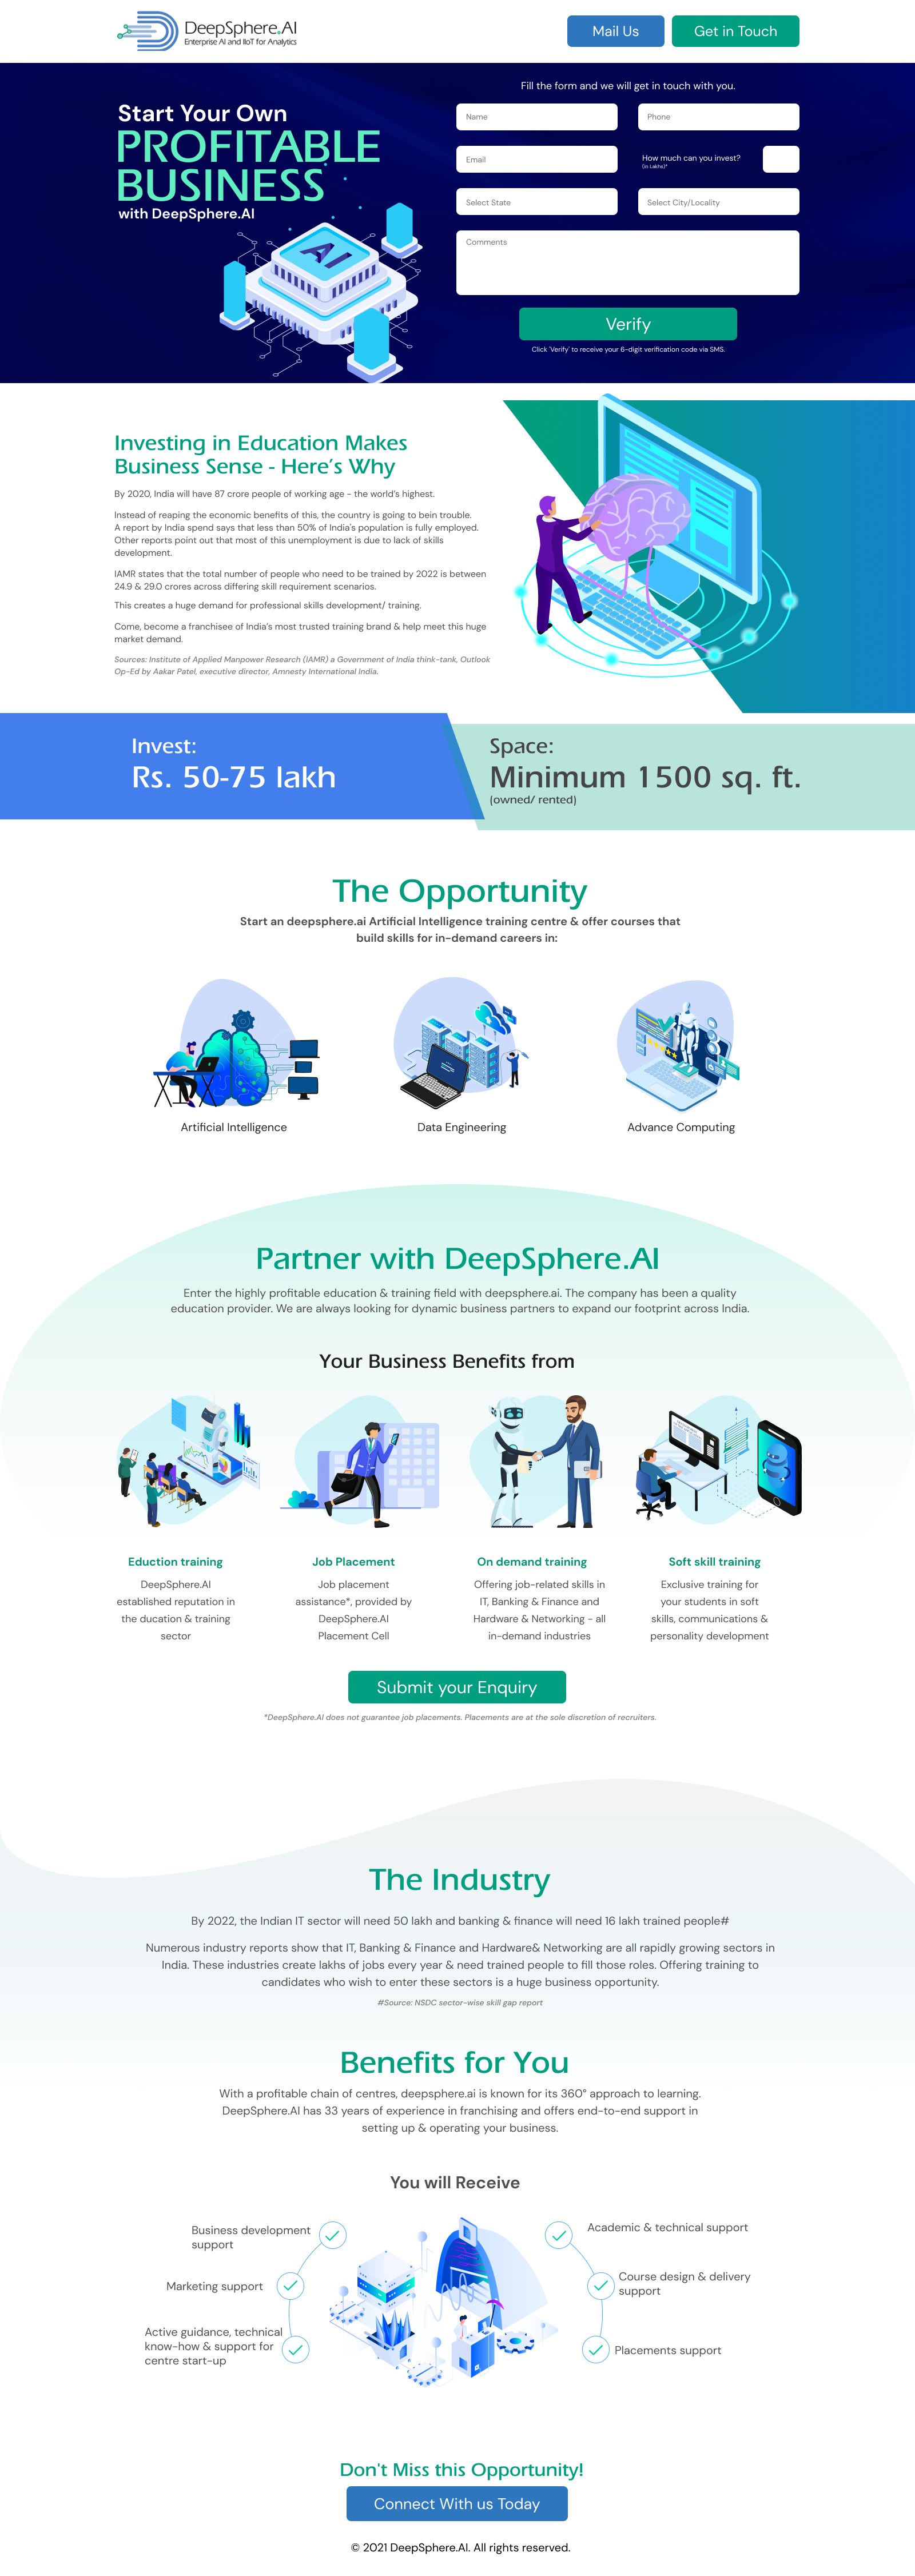 DeepSphere.AI
Enterprise AI and IIoT for Analytics
Mail Us
Get in Touch
Start Your Own
PROFITABLE
BUSINESS
with DeepSphere.AI
AI
Fill the form and we will get in touch with you.
Name
Phone
Email
How much can you invest?
(in Lakhs)*
Select State
Select City/Locality
Comments
Verify
Click 'Verify' to receive your 6-digit verification code via SMS.
Investing in Education Makes
Business Sense - Here's Why
By 2020, India will have 87 crore people of working age - the world's highest.
Instead of reaping the economic benefits of this, the country is going to bein trouble.
A report by India spend says that less than 50% of India's population is fully employed.
Other reports point out that most of this unemployment is due to lack of skills
development.
IAMR states that the total number of people who need to be trained by 2022 is between
24.9 & 29.0 crores across differing skill requirement scenarios.
This creates a huge demand for professional skills development/ training.
Come, become a franchisee of India's most trusted training brand & help meet this huge
market demand.
Sources: Institute of Applied Manpower Research (IAMR) a Government of India think-tank, Outlook
Op-Ed by Aakar Patel, executive director, Amnesty International India.
Invest:
Rs. 50-75 lakh
Space:
Minimum 1500 sq. ft.
(owned/ rented)
The Opportunity
Start an deepsphere.ai Artificial Intelligence training centre & offer courses that
build skills for in-demand careers in:
Artificial Intelligence
Data Engineering
Advance Computing
Partner with DeepSphere.AI
Enter the highly profitable education & training field with deepsphere.ai. The company has been a quality
education provider. We are always looking for dynamic business partners to expand our footprint across India.
Your Business Benefits from
Eduction training
DeepSphere.AI
established reputation in
the ducation & training
sector
Job Placement
Job placement
assistance*, provided by
DeepSphere.AI
Placement Cell
On demand training
Offering job-related skills in
IT, Banking & Finance and
Hardware & Networking - all
in-demand industries
Soft skill training
Exclusive training for
your students in soft
skills, communications &
personality development
Submit your Enquiry
*DeepSphere.AI does not guarantee job placements. Placements are at the sole discretion of recruiters.
The Industry
By 2022, the Indian IT sector will need 50 lakh and banking & finance will need 16 lakh trained people#
Numerous industry reports show that IT, Banking & Finance and Hardware& Networking are all rapidly growing sectors in
India. These industries create lakhs of jobs every year & need trained people to fill those roles. Offering training to
candidates who wish to enter these sectors is a huge business opportunity.
#Source: NSDC sector-wise skill gap report
Benefits for You
With a profitable chain of centres, deepsphere.ai is known for its 360° approach to learning.
DeepSphere.AI has 33 years of experience in franchising and offers end-to-end support in
setting up & operating your business.
You will Receive
Business development
support
Marketing support
Active guidance, technical
know-how & support for
centre start-up
Academic & technical support
Course design & delivery
support
Placements support
Don't Miss this Opportunity!
Connect With us Today
© 2021 DeepSphere.AI. All rights reserved.